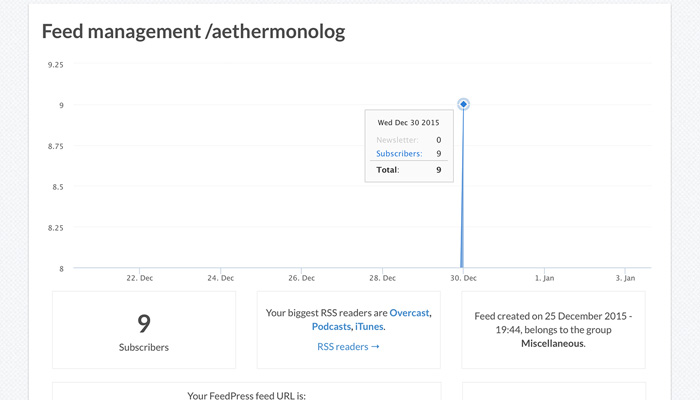 Feed management /aethermonolog
9.25
9
Wed Dec 30 2015
Newsletter: 0
8.75
Subscribers: 9
Total: 9
8.5
8.25
8
22. Dec 24. Dec 26. Dec 28. Dec 30. Dec 1. Jan 3. Jan
9
Subscribers
Your biggest RSS readers are Overcast,
Podcasts, iTunes.
RSS readers →
Feed created on 25 December 2015 -
19:44, belongs to the group
Miscellaneous.
Your FeedPress feed URL is: